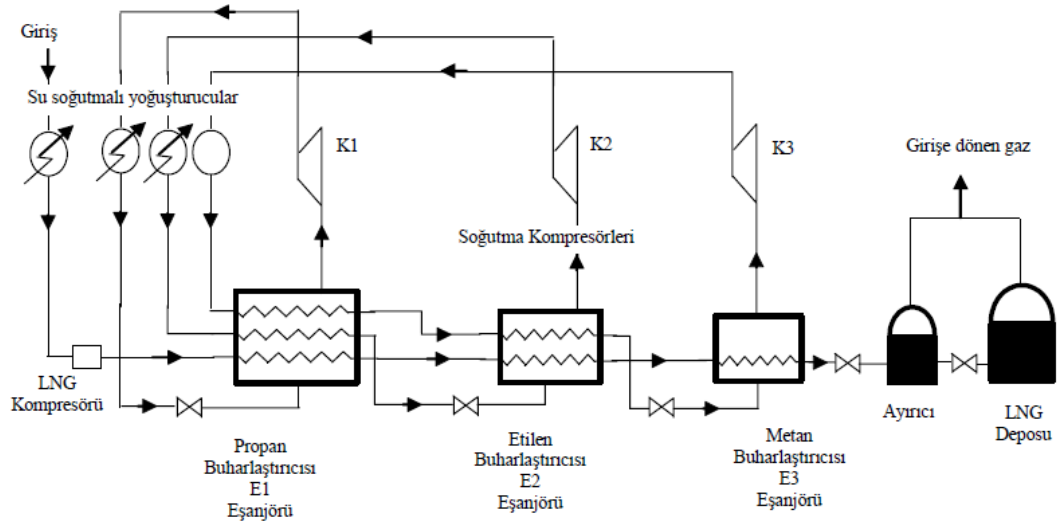 Giriş
Su soğutmalı yoğuşturucular
K1
K2
K3
Girişe dönen gaz
Soğutma Kompresörleri
LNG
Kompresörü
Propan
Buharlaştırıcısı
E1
Eşanjörü
Etilen
Buharlaştırıcısı
E2
Eşanjörü
Metan
Buharlaştırıcısı
E3
Eşanjörü
Ayırıcı
LNG
Deposu